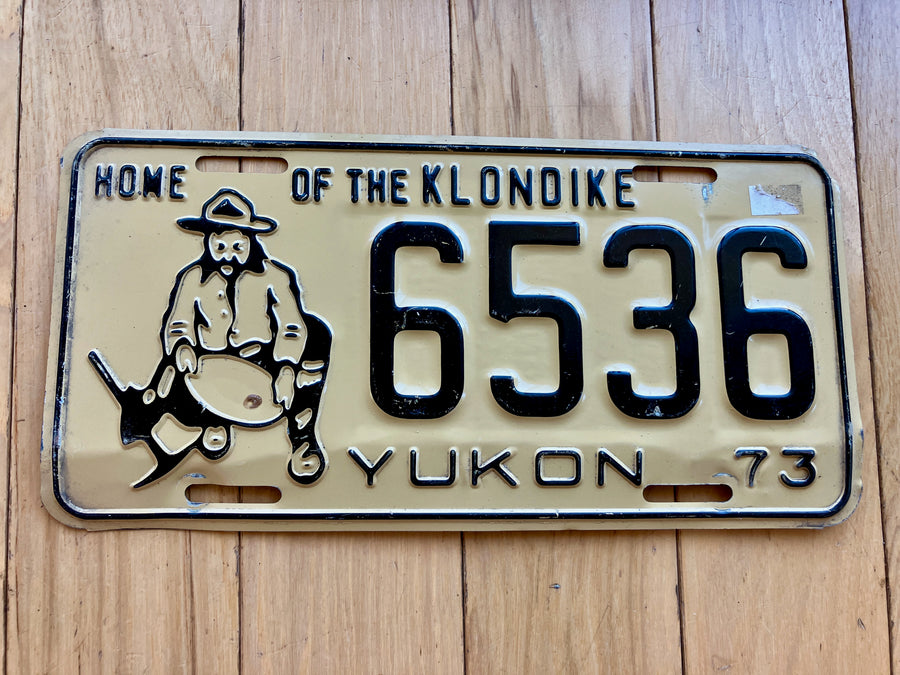 HOME OF THE KLONDIKE
6536
YUKON 73